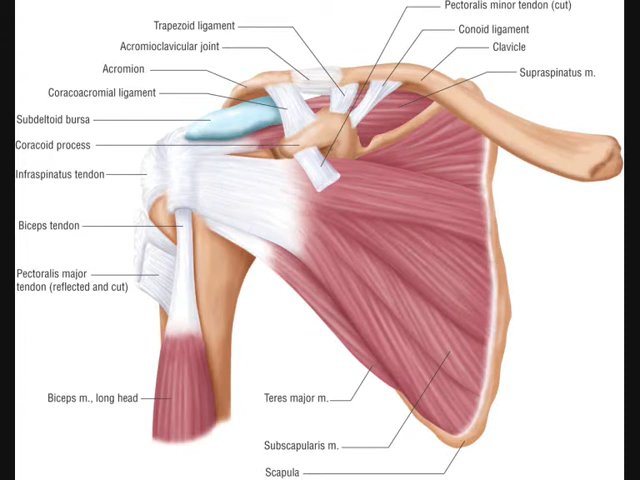 Pectoralis minor tendon (cut)
Trapezoid ligament
Conoid ligament
Acromioclavicular joint
Clavicle
Acromion
Supraspinatus m.
Coracoacromial ligament
Subdeltoid bursa
Coracoid process
Infraspinatus tendon
Biceps tendon
Pectoralis major
tendon (reflected and cut)
Biceps m., long head
Teres major m.
Subscapularis m.
Scapula